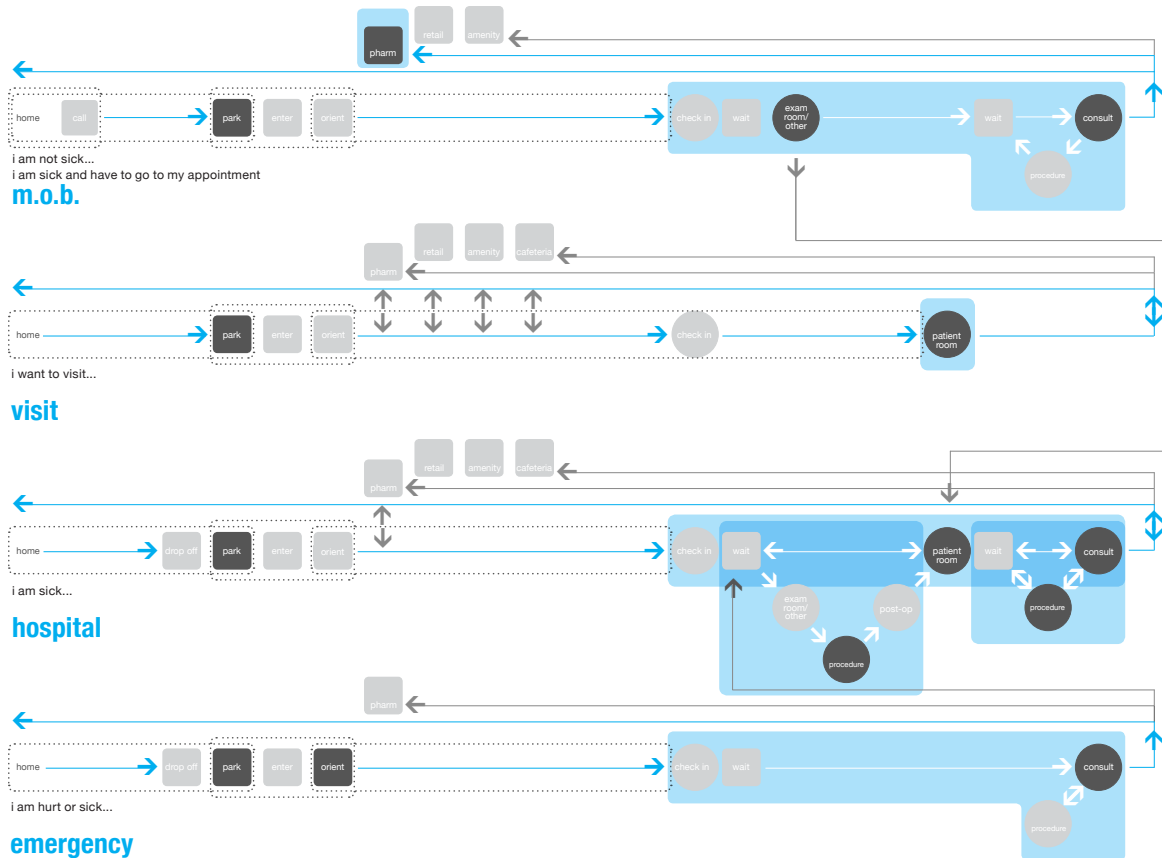 retail amenity
pharm
home call park enter orient check in wait exam room/ other wait consult
procedure
i am not sick...
i am sick and have to go to my appointment
m.o.b.
retail amenity cafeteria
pharm
home park enter orient check in patient room
i want to visit...
visit
retail amenity cafeteria
pharm
home drop off park enter orient check in wait patient room wait consult
i am sick...
exam room/ other post-op procedure
hospital
procedure
pharm
home drop off park enter orient check in wait consult
i am hurt or sick...
procedure
emergency